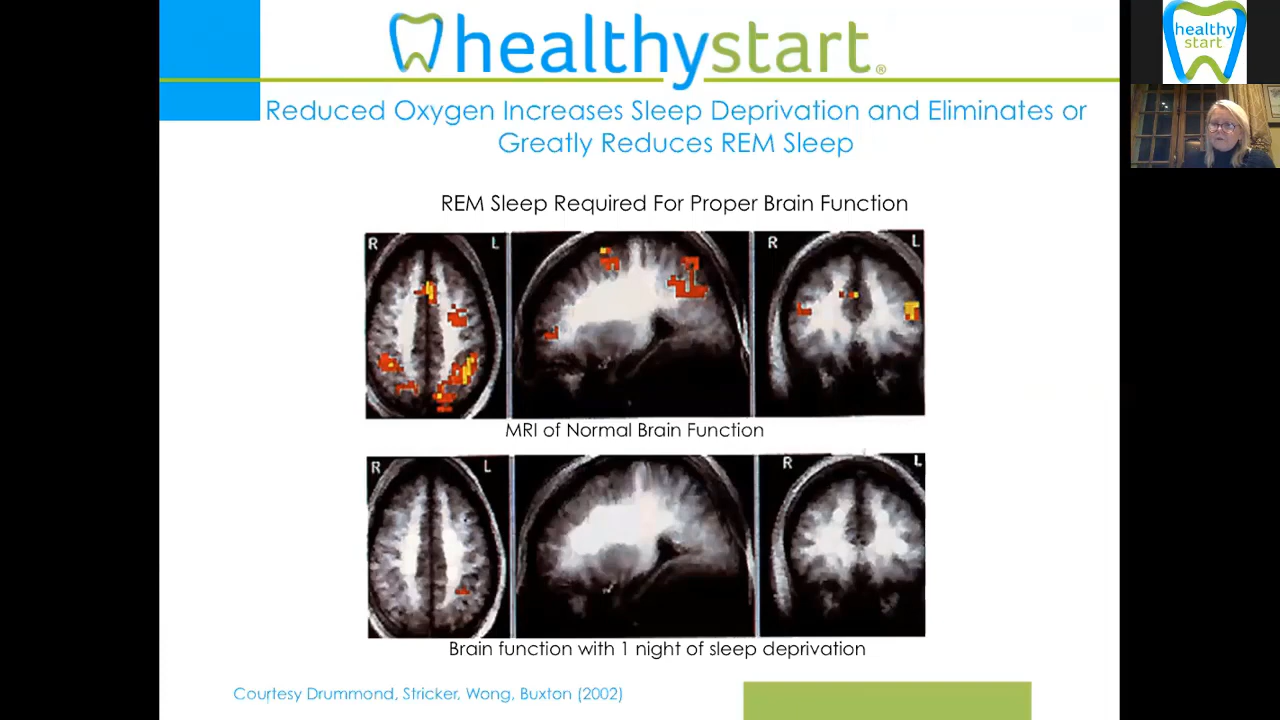 healthystart®
healthy
start
Reduced Oxygen Increases Sleep Deprivation and Eliminates or
Greatly Reduces REM Sleep
REM Sleep Required For Proper Brain Function
R L R L
MRI of Normal Brain Function
R L R L
Brain function with 1 night of sleep deprivation
Courtesy Drummond, Stricker, Wong, Buxton (2002)